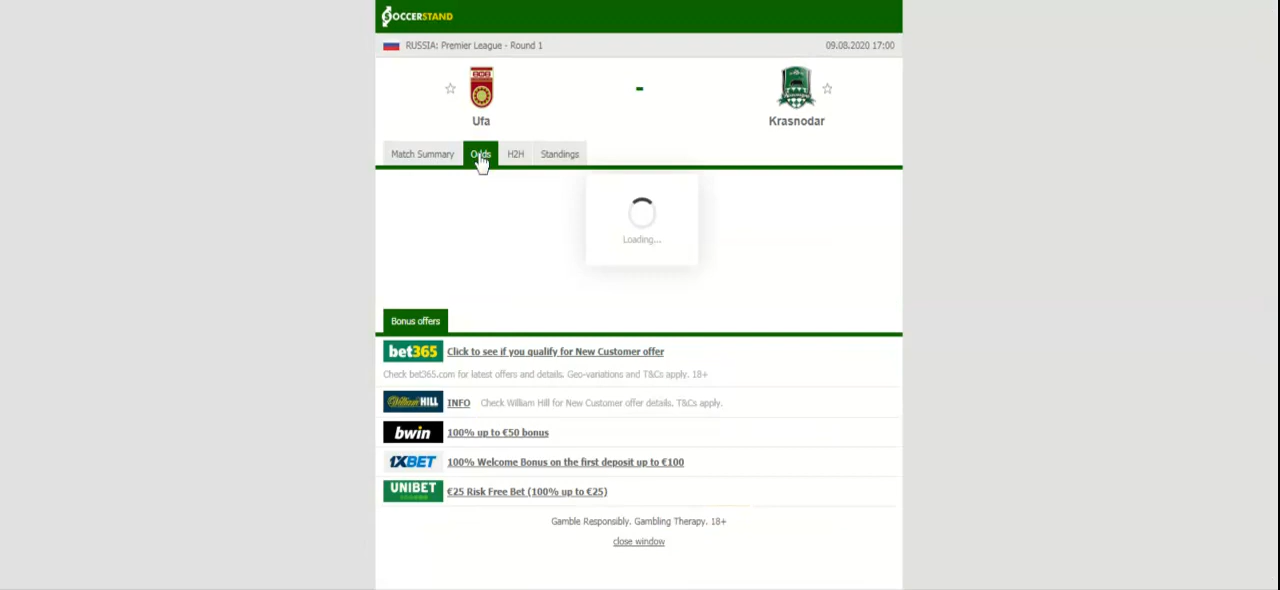 SOCCERSTAND
RUSSIA: Premier League - Round 1 09.08.2020 17:00
-
Ufa Krasnodar
Match Summary Odds H2H Standings
Loading...
Bonus offers
bet365 Click to see if you qualify for New Customer offer
Check bet365.com for latest offers and details. Geo-variations and T&Cs apply. 18+
William HILL INFO Check William Hill for New Customer offer details. T&Cs apply.
bwin 100% up to €50 bonus
1XBET 100% Welcome Bonus on the first deposit up to €100
UNIBET €25 Risk Free Bet (100% up to €25)
Gamble Responsibly. Gambling Therapy. 18+
close window